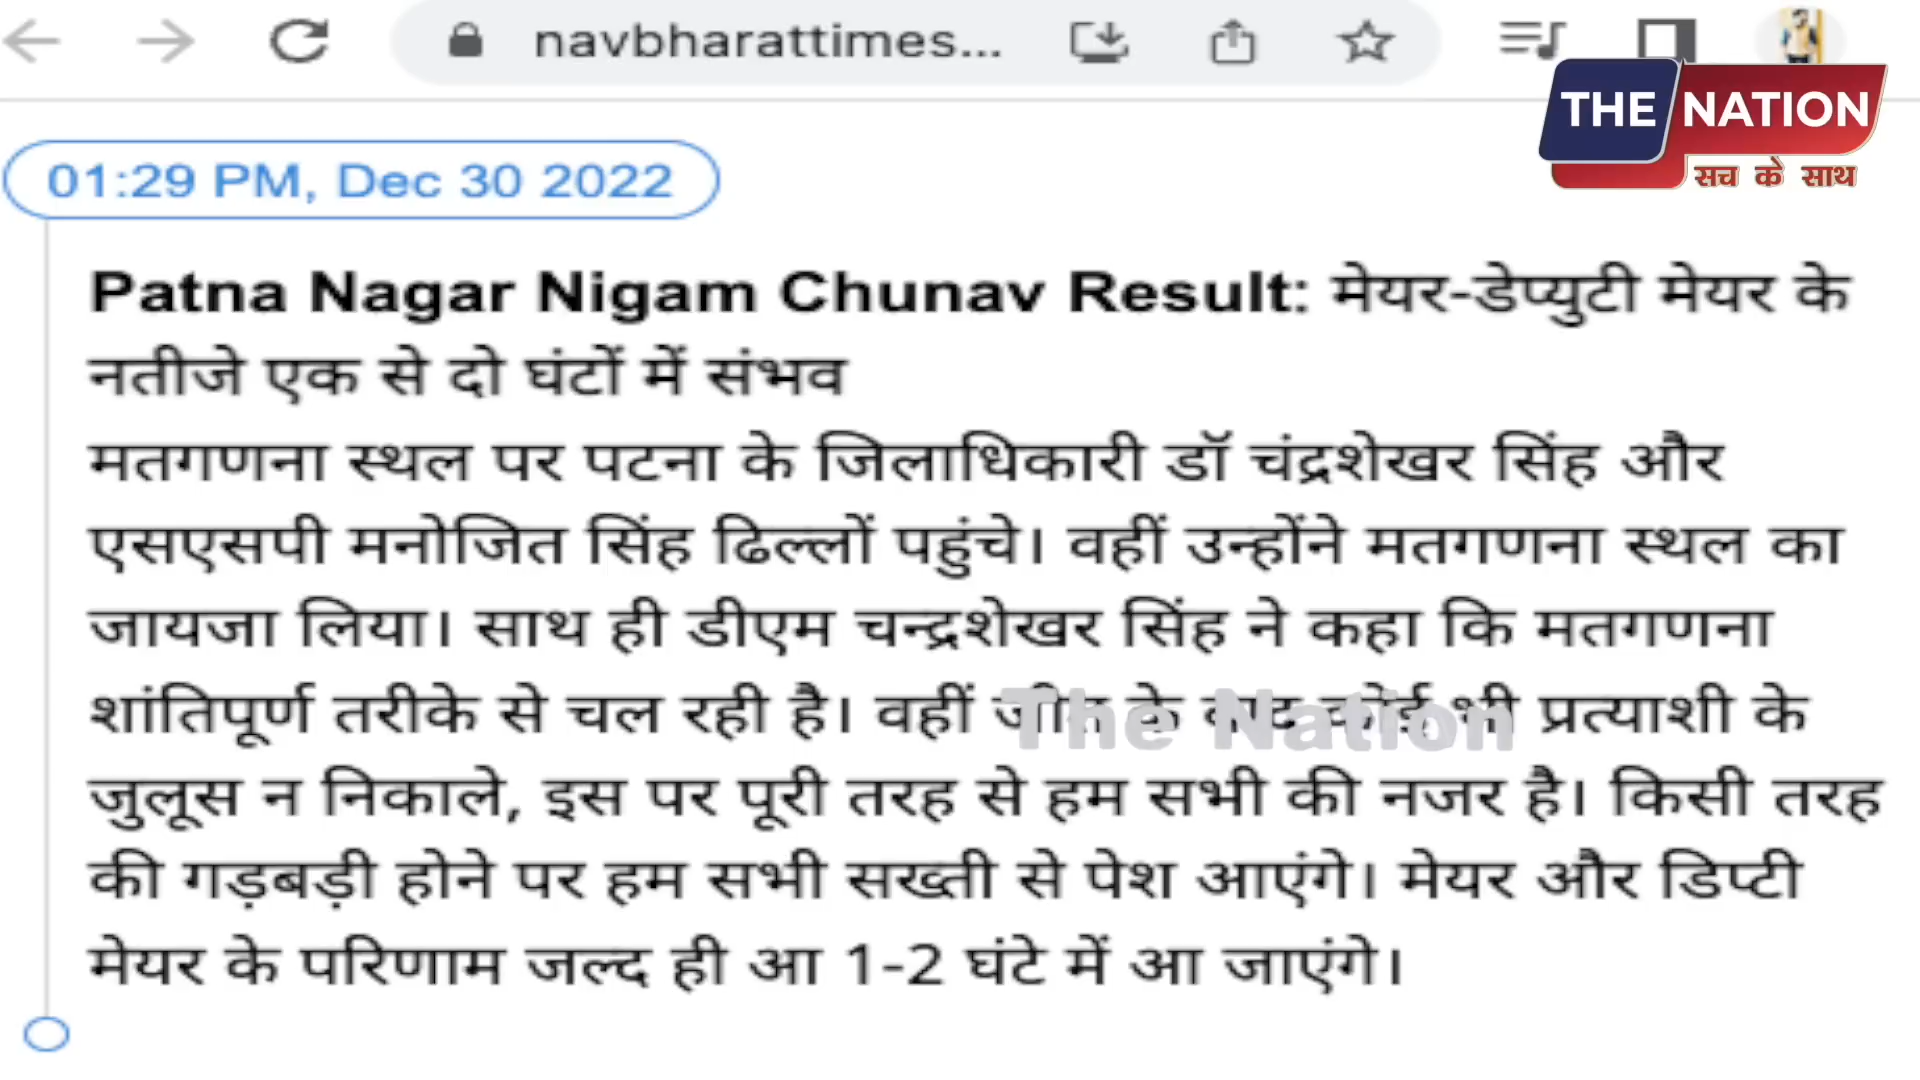 navbharattimes...
THE NATION
सच के साथ
01:29 PM, Dec 30 2022
Patna Nagar Nigam Chunav Result: मेयर-डेप्युटी मेयर के
नतीजे एक से दो घंटों में संभव
मतगणना स्थल पर पटना के जिलाधिकारी डॉ चंद्रशेखर सिंह और
एसएसपी मनोजित सिंह ढिल्लों पहुंचे। वहीं उन्होंने मतगणना स्थल का
जायजा लिया। साथ ही डीएम चन्द्रशेखर सिंह ने कहा कि मतगणना
शांतिपूर्ण तरीके से चल रही है। वहीं जीत के बाद कोई भी प्रत्याशी के
The Nation
जुलूस न निकाले, इस पर पूरी तरह से हम सभी की नजर है। किसी तरह
की गड़बड़ी होने पर हम सभी सख्ती से पेश आएंगे। मेयर और डिप्टी
मेयर के परिणाम जल्द ही आ 1-2 घंटे में आ जाएंगे।